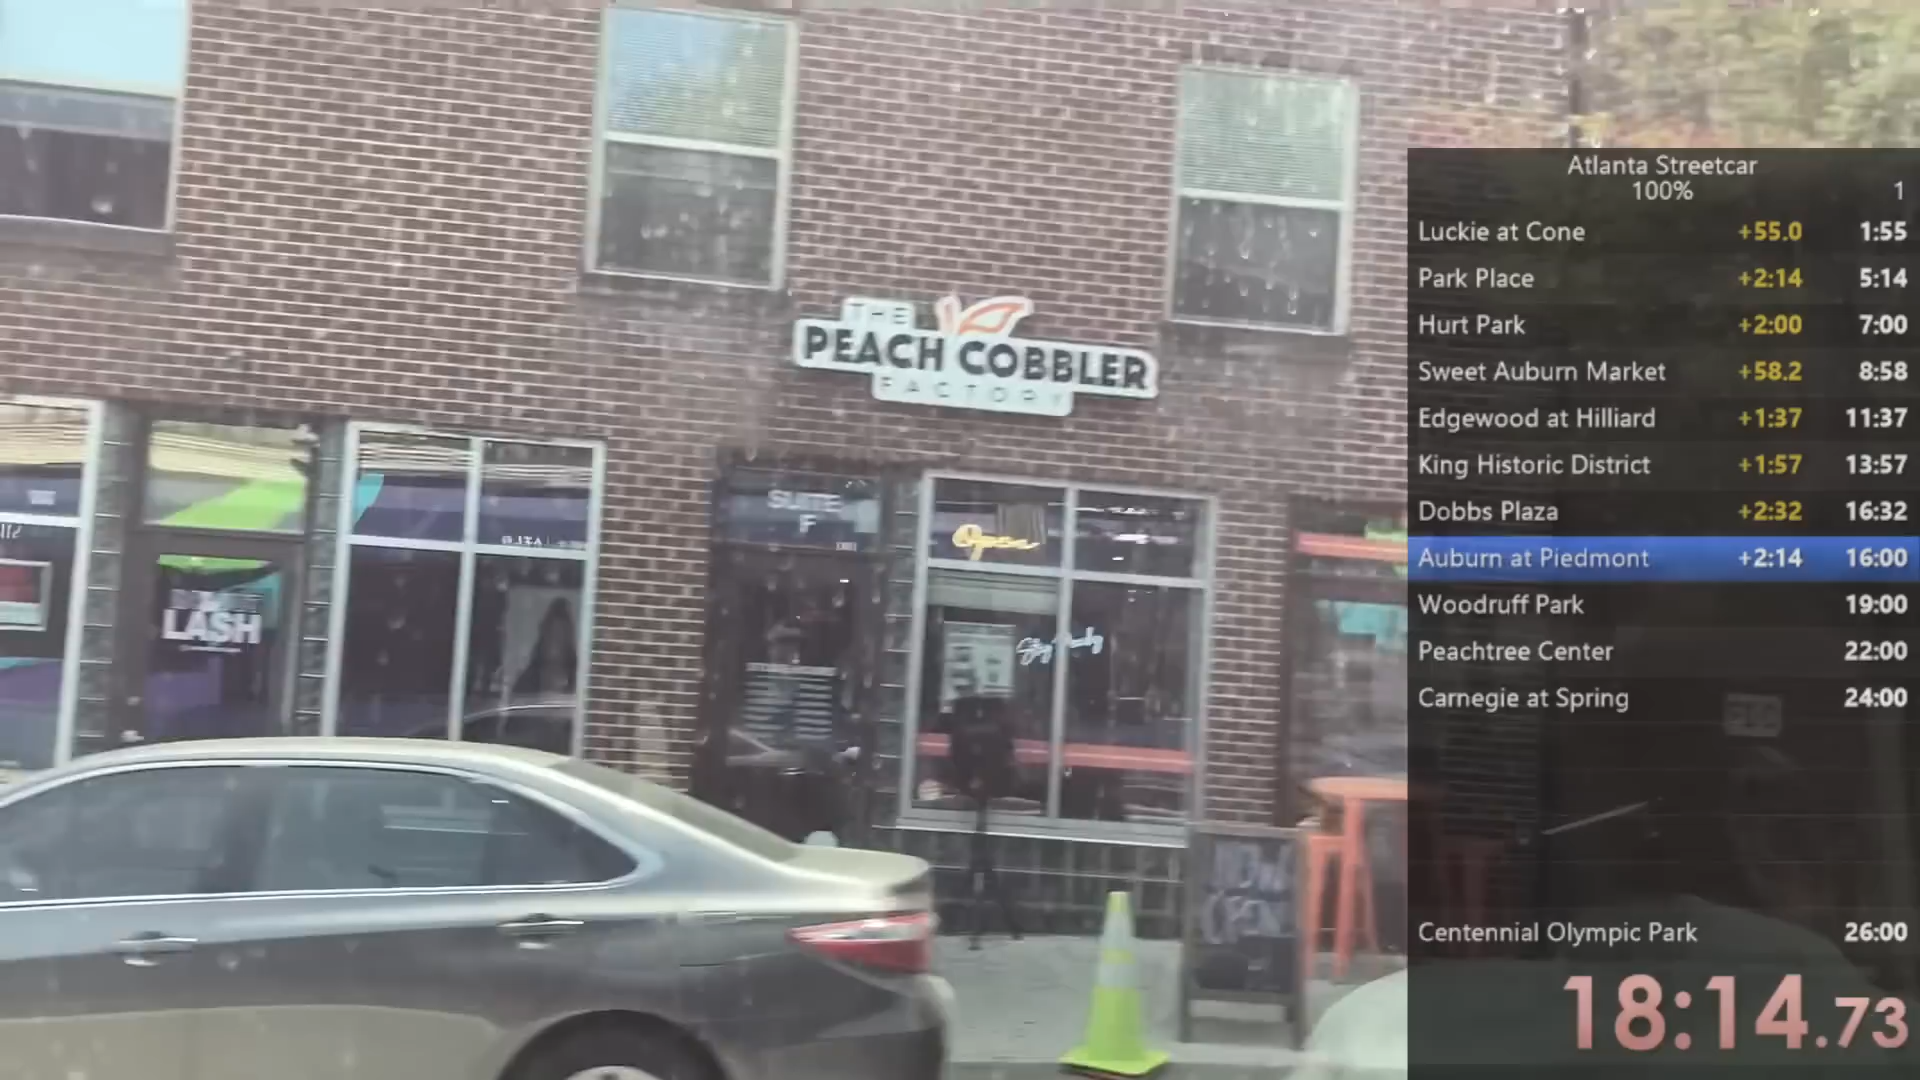 THE
PEACH COBBLER
FACTORY
SUITE
F
Open
LASH
NOW
OPEN
Atlanta Streetcar
100% 1
Luckie at Cone +55.0 1:55
Park Place +2:14 5:14
Hurt Park +2:00 7:00
Sweet Auburn Market +58.2 8:58
Edgewood at Hilliard +1:37 11:37
King Historic District +1:57 13:57
Dobbs Plaza +2:32 16:32
Auburn at Piedmont +2:14 16:00
Woodruff Park 19:00
Peachtree Center 22:00
Carnegie at Spring 24:00
Centennial Olympic Park 26:00
18:14.73